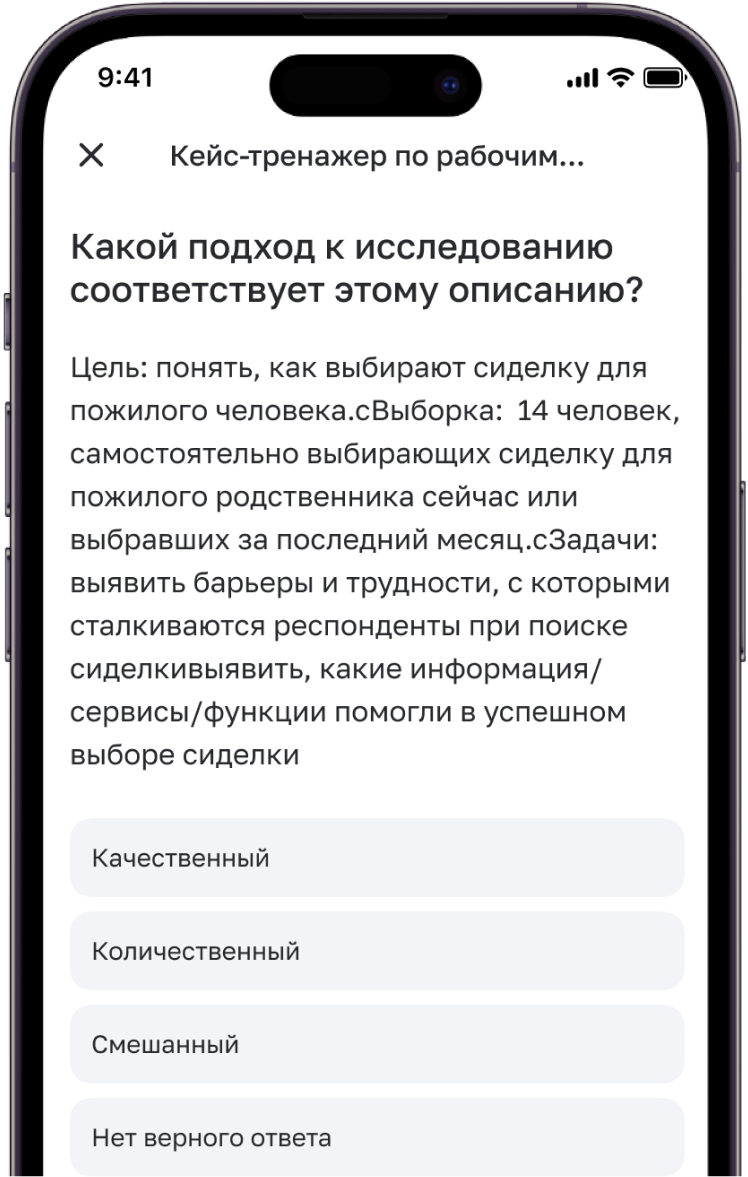 9:41
Кейс-тренажер по рабочим...
Какой подход к исследованию
соответствует этому описанию?
Цель: понять, как выбирают сиделку для
пожилого человека.сВыборка:  14 человек,
самостоятельно выбирающих сиделку для
пожилого родственника сейчас или
выбравших за последний месяц.сЗадачи:
выявить барьеры и трудности, с которыми
сталкиваются респонденты при поиске
сиделкивыявить, какие информация/
сервисы/функции помогли в успешном
выборе сиделки
Качественный
Количественный
Смешанный
Нет верного ответа